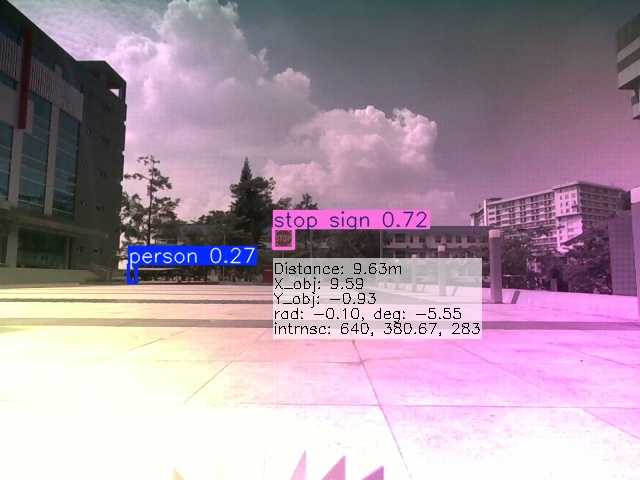 stop sign 0.72
STOP
person 0.27
Distance: 9.63m
X_obj: 9.59
Y_obj: -0.93
rad: -0.10, deg: -5.55
intrnsc: 640, 380.67, 283